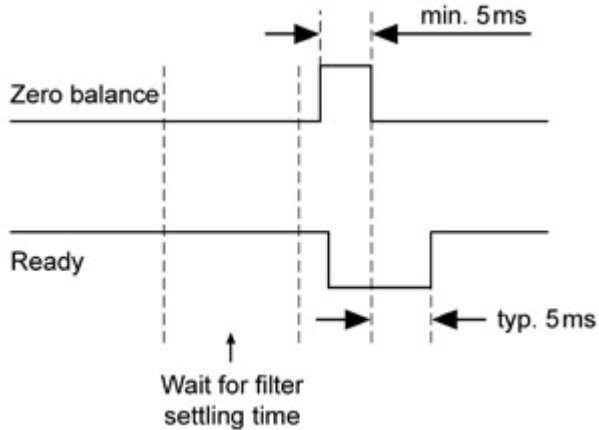 min. 5ms
Zero balance
Ready
typ. 5ms
Wait for filter
settling time